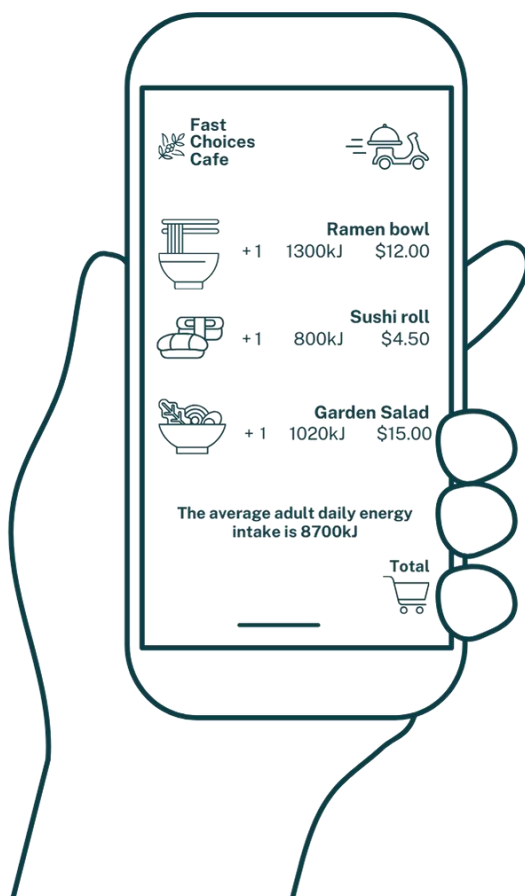 Fast
Choices
Cafe
Ramen bowl
+1 1300kJ $12.00
Sushi roll
+1 800kJ $4.50
Garden Salad
+ 1 1020kJ $15.00
The average adult daily energy
intake is 8700kJ
Total